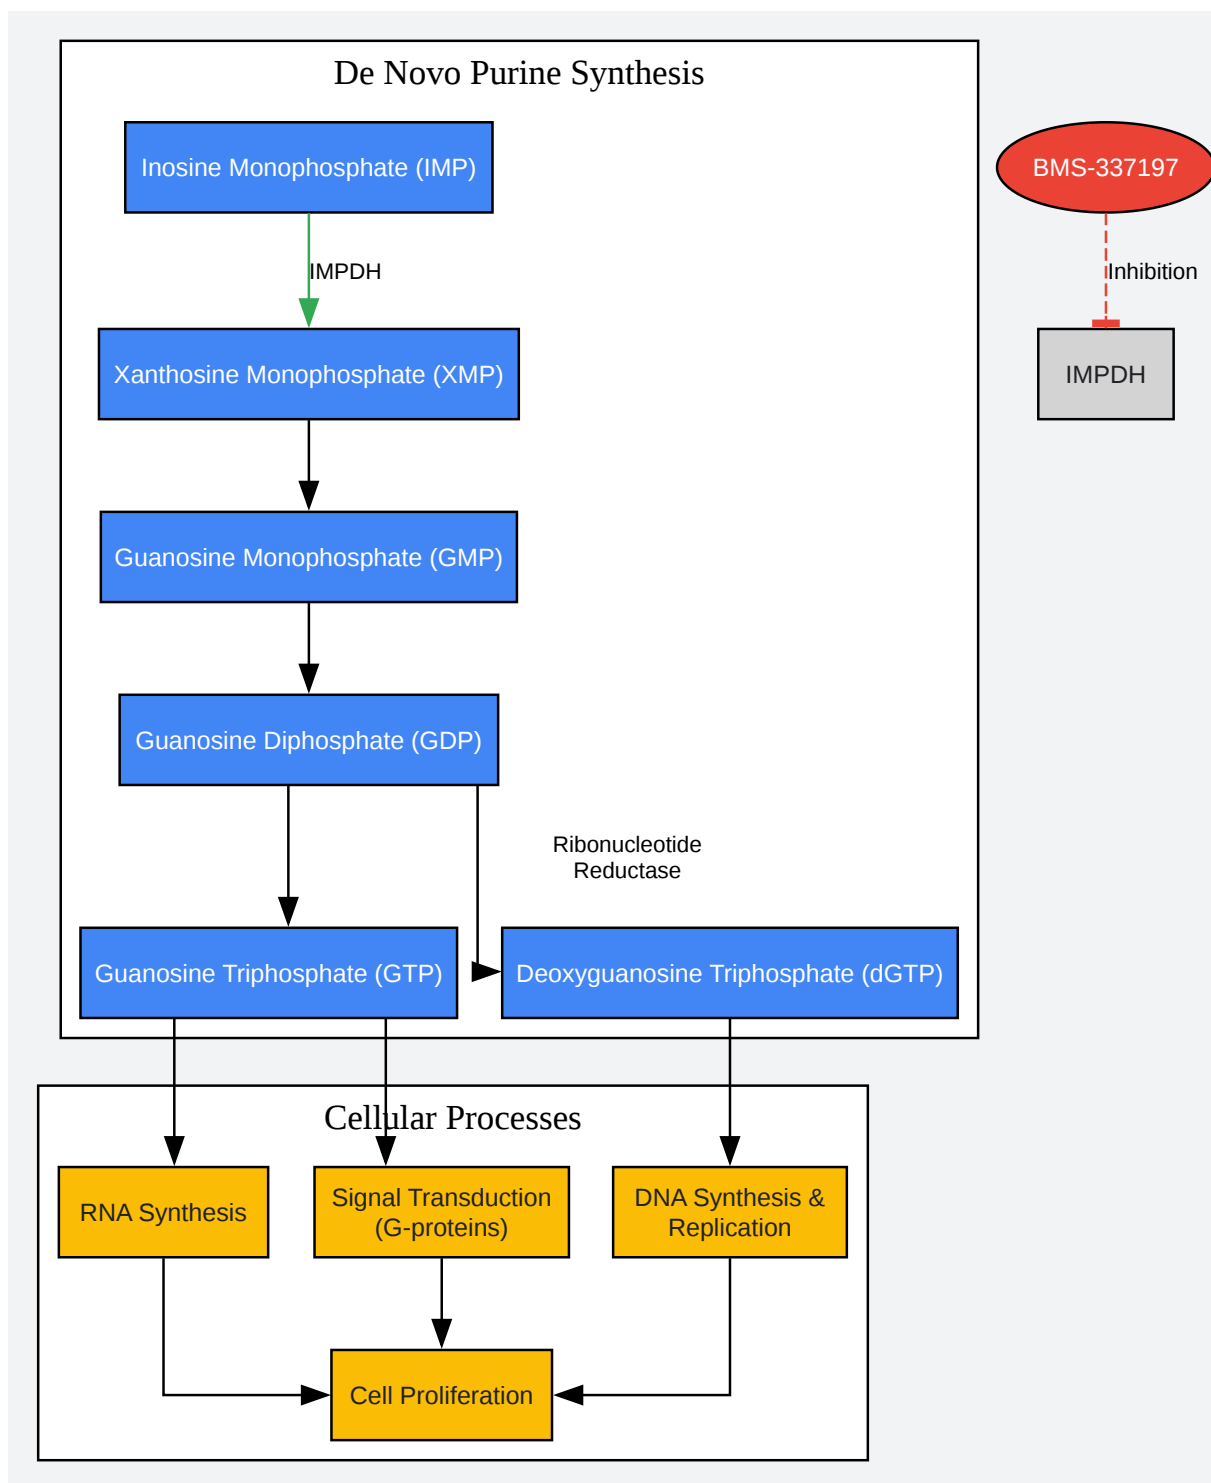 De Novo Purine Synthesis
Inosine Monophosphate (IMP)
BMS-337197
IMPDH
Inhibition
Xanthosine Monophosphate (XMP)
IMPDH
Guanosine Monophosphate (GMP)
Guanosine Diphosphate (GDP)
Ribonucleotide
Reductase
Guanosine Triphosphate (GTP)
Deoxyguanosine Triphosphate (dGTP)
Cellular Processes
RNA Synthesis
Signal Transduction
(G-proteins)
DNA Synthesis &
Replication
Cell Proliferation